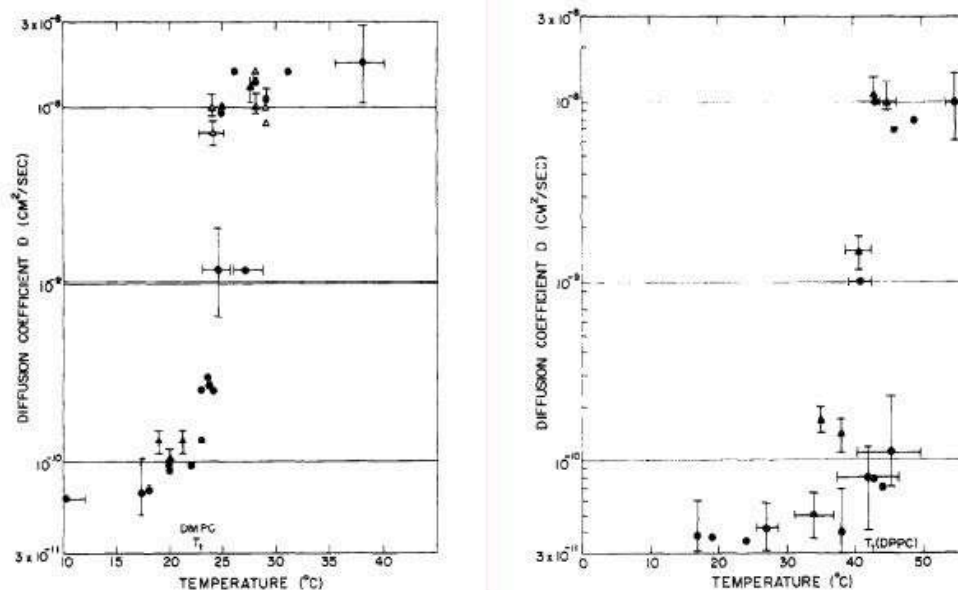 3 x 10⁻⁸
10⁻⁸
10⁻⁹
10⁻¹⁰
3 x 10⁻¹¹
DIFFUSION COEFFICIENT D (CM²/SEC)
DMPC
Tt
10 15 20 25 30 35 40
TEMPERATURE (°C)
3 x 10⁻⁸
10⁻⁸
10⁻⁹
10⁻¹⁰
3 x 10⁻¹¹
DIFFUSION COEFFICIENT D (CM²/SEC)
Tt(DPPC)
0 10 20 30 40 50
TEMPERATURE (°C)